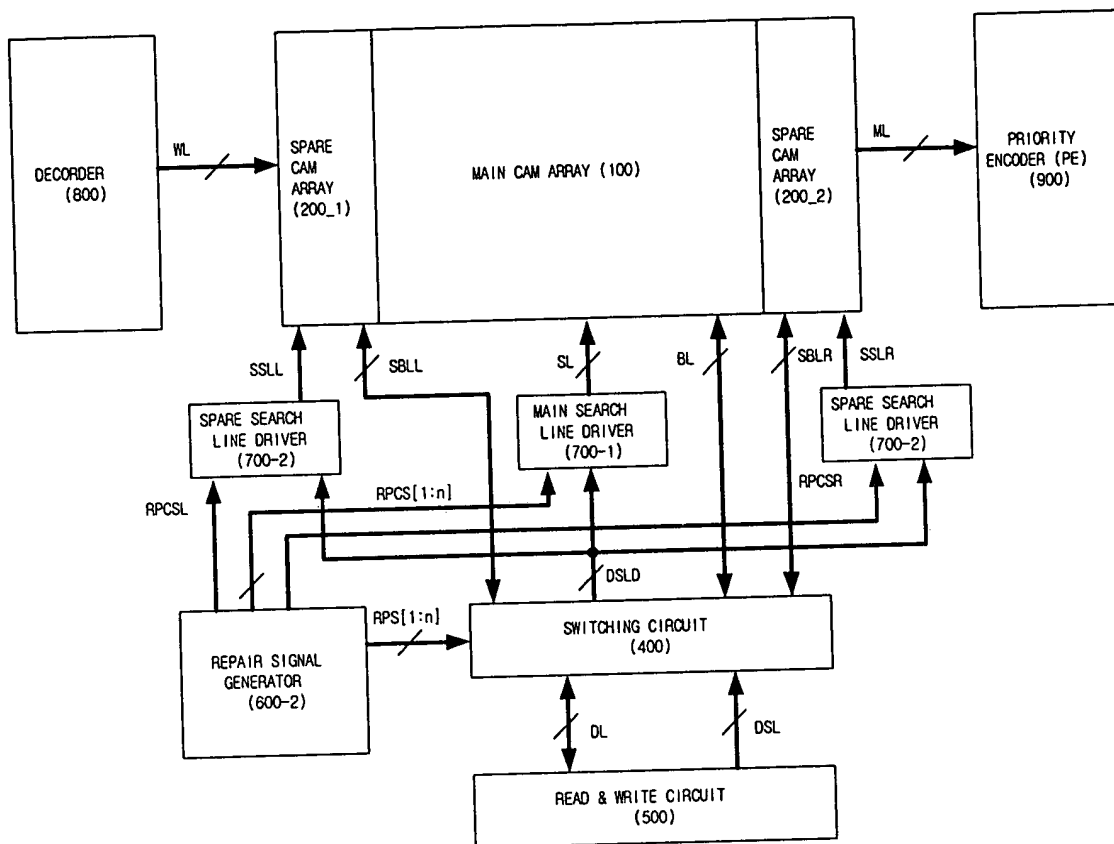 DECORDER
(800)
WL
SPARE
CAM
ARRAY
(200_1)
MAIN CAM ARRAY (100)
SPARE
CAM
ARRAY
(200_2)
ML
PRIORITY
ENCODER (PE)
(900)
SSLL
SBLL
SL
BL
SBLR
SSLR
SPARE SEARCH
LINE DRIVER
(700-2)
MAIN SEARCH
LINE DRIVER
(700-1)
SPARE SEARCH
LINE DRIVER
(700-2)
RPCSL
RPCS[1:n]
RPCSR
DSLD
RPS[1:n]
REPAIR SIGNAL
GENERATOR
(600-2)
SWITCHING CIRCUIT
(400)
DL
DSL
READ & WRITE CIRCUIT
(500)